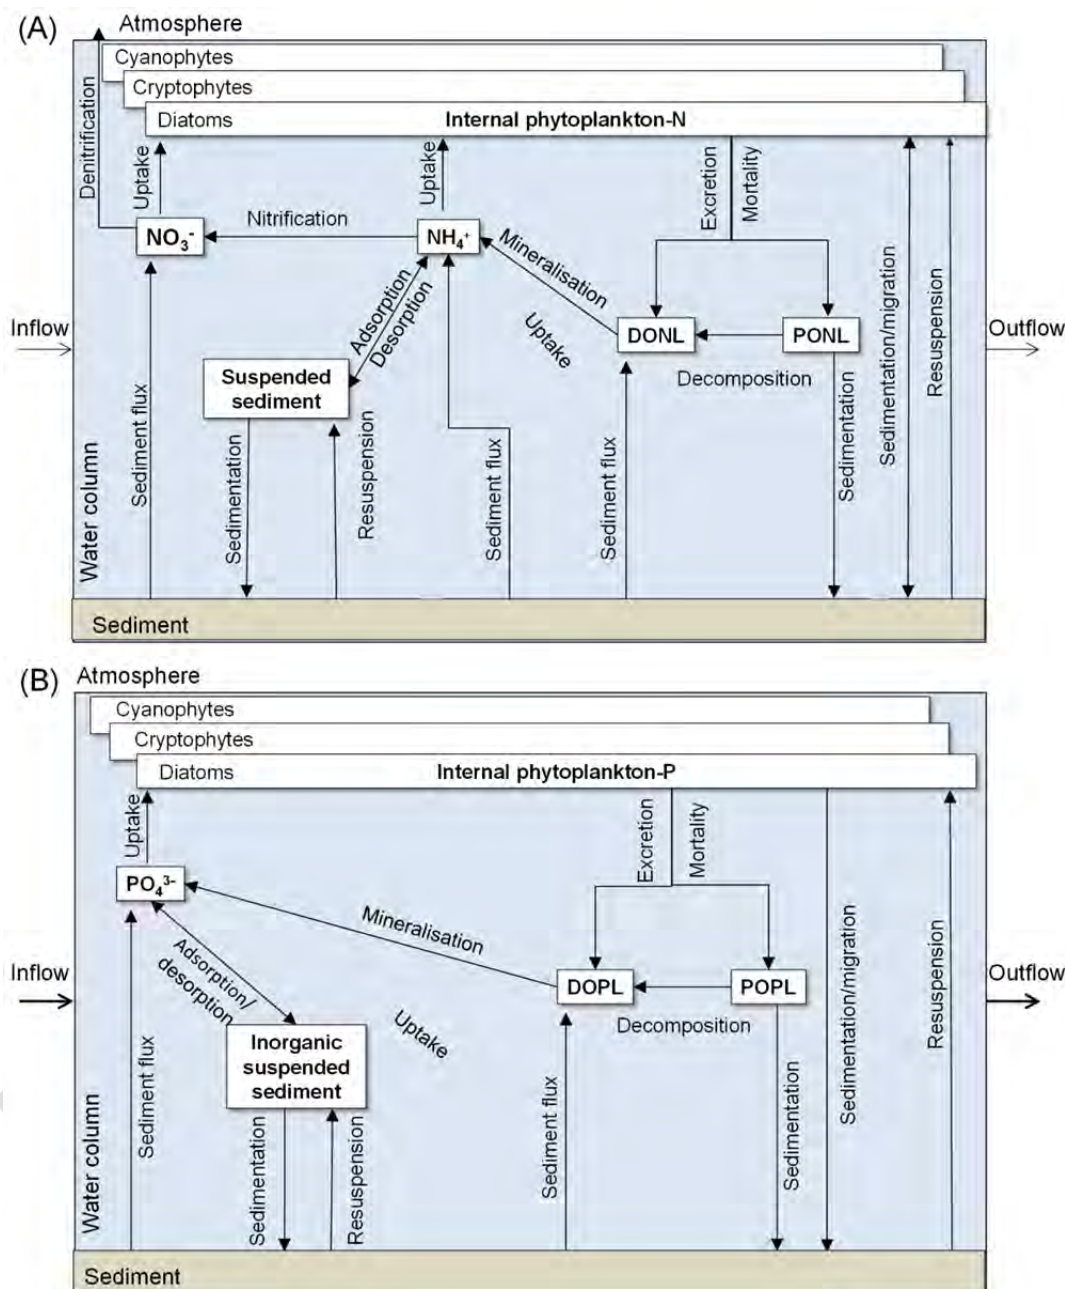 (A)
Atmosphere
Cyanophytes
Cryptophytes
Diatoms
Internal phytoplankton-N
Denitrification
Uptake
Uptake
Excretion
Mortality
NO₃⁻
Nitrification
NH₄⁺
Mineralisation
Adsorption
Desorption
Uptake
DONL
PONL
Decomposition
Sedimentation/migration
Resuspension
Inflow
Outflow
Suspended
sediment
Water column
Sediment flux
Sedimentation
Resuspension
Sediment flux
Sediment flux
Sedimentation
Sediment
(B)
Atmosphere
Cyanophytes
Cryptophytes
Diatoms
Internal phytoplankton-P
Uptake
Excretion
Mortality
PO₄³⁻
Mineralisation
Adsorption/
desorption
Uptake
DOPL
POPL
Decomposition
Sedimentation/migration
Resuspension
Inflow
Outflow
Inorganic
suspended
sediment
Water column
Sediment flux
Sedimentation
Resuspension
Sediment flux
Sedimentation
Sediment